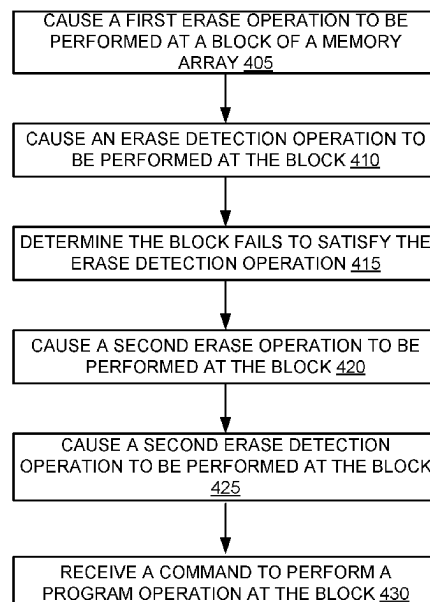 CAUSE A FIRST ERASE OPERATION TO BE
PERFORMED AT A BLOCK OF A MEMORY
ARRAY 405
CAUSE AN ERASE DETECTION OPERATION TO
BE PERFORMED AT THE BLOCK 410
DETERMINE THE BLOCK FAILS TO SATISFY THE
ERASE DETECTION OPERATION 415
CAUSE A SECOND ERASE OPERATION TO BE
PERFORMED AT THE BLOCK 420
CAUSE A SECOND ERASE DETECTION
OPERATION TO BE PERFORMED AT THE BLOCK
425
RECEIVE A COMMAND TO PERFORM A
PROGRAM OPERATION AT THE BLOCK 430